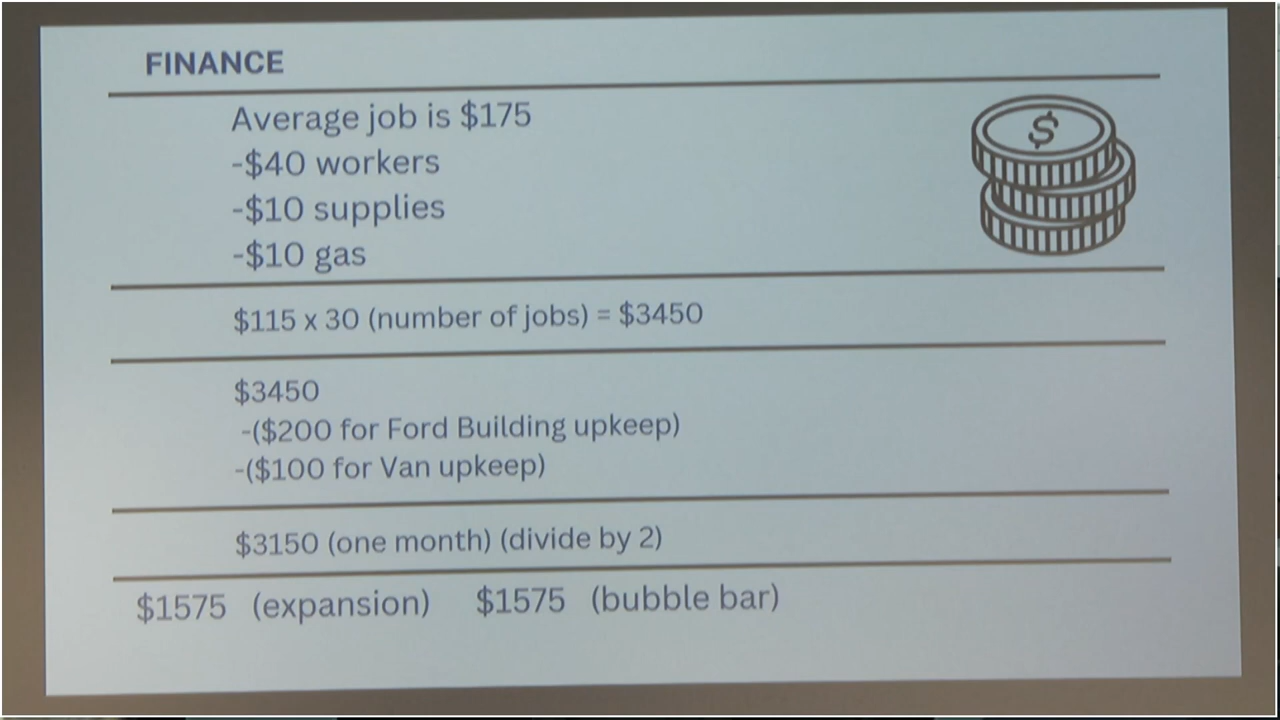 FINANCE
Average job is $175
-$40 workers
-$10 supplies
-$10 gas
$115 x 30 (number of jobs) = $3450
$3450
-($200 for Ford Building upkeep)
-($100 for Van upkeep)
$3150 (one month) (divide by 2)
$1575 (expansion) $1575 (bubble bar)
$